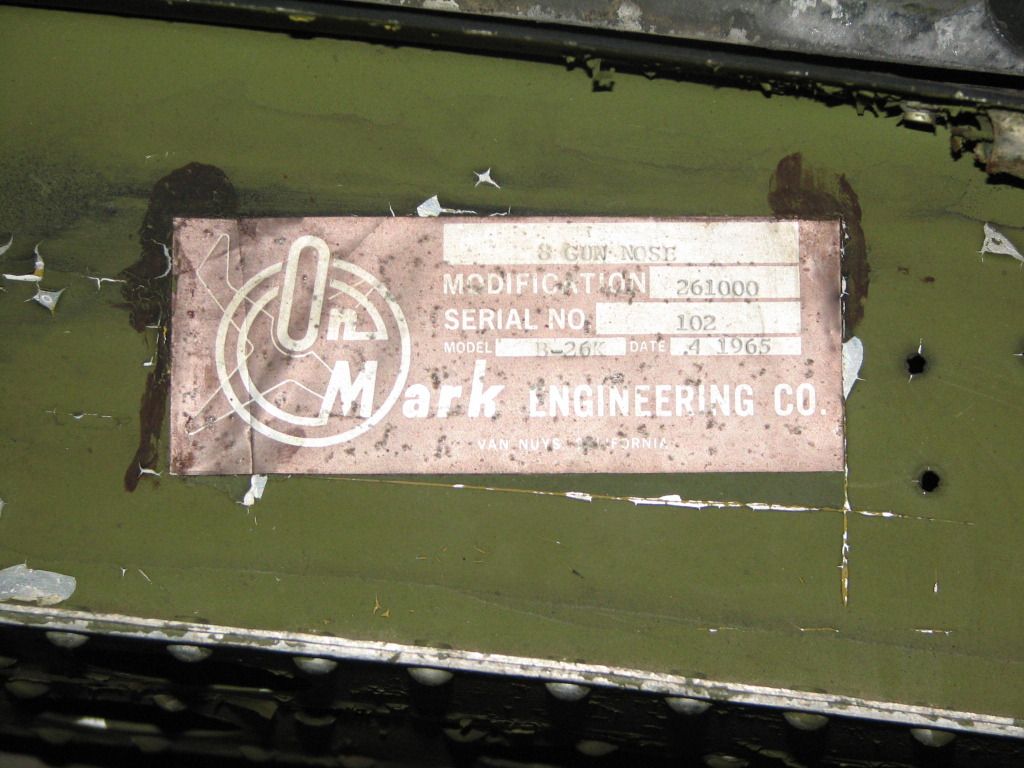 8 GUN NOSE
MODIFICATION 261000
SERIAL NO 102
MODEL B-26K DATE 4 1965
On Mark ENGINEERING CO.
VAN NUYS, CALIFORNIA